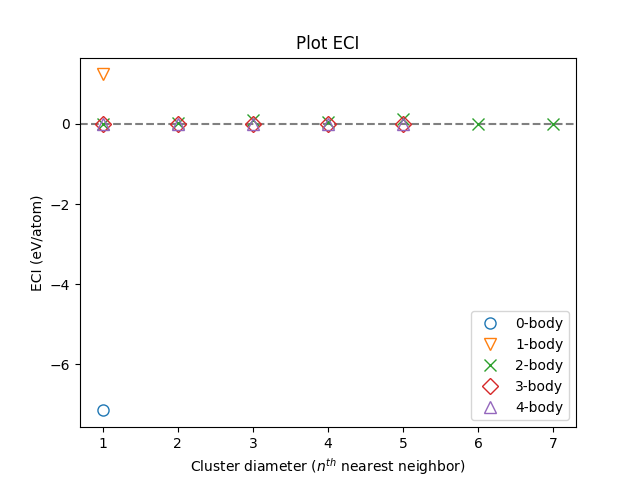 Plot ECI
ECI (eV/atom)
0
−2
−4
−6
1 2 3 4 5 6 7
Cluster diameter (nth nearest neighbor)
0-body
1-body
2-body
3-body
4-body